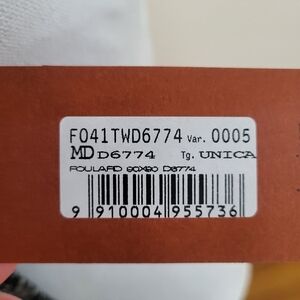 F041TWD6774 Var. 0005
MD D6774 Tg. UNICA
FOULARD 90X90 D6774
9 910004 955736